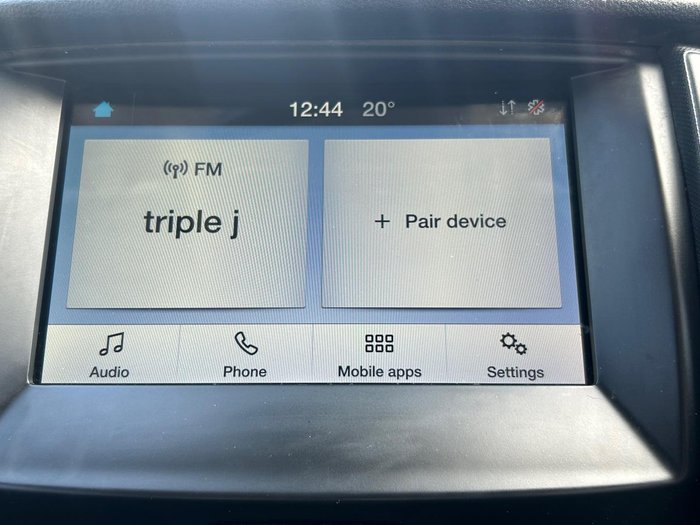 12:44 20°
FM
triple j
+ Pair device
Audio
Phone
Mobile apps
Settings